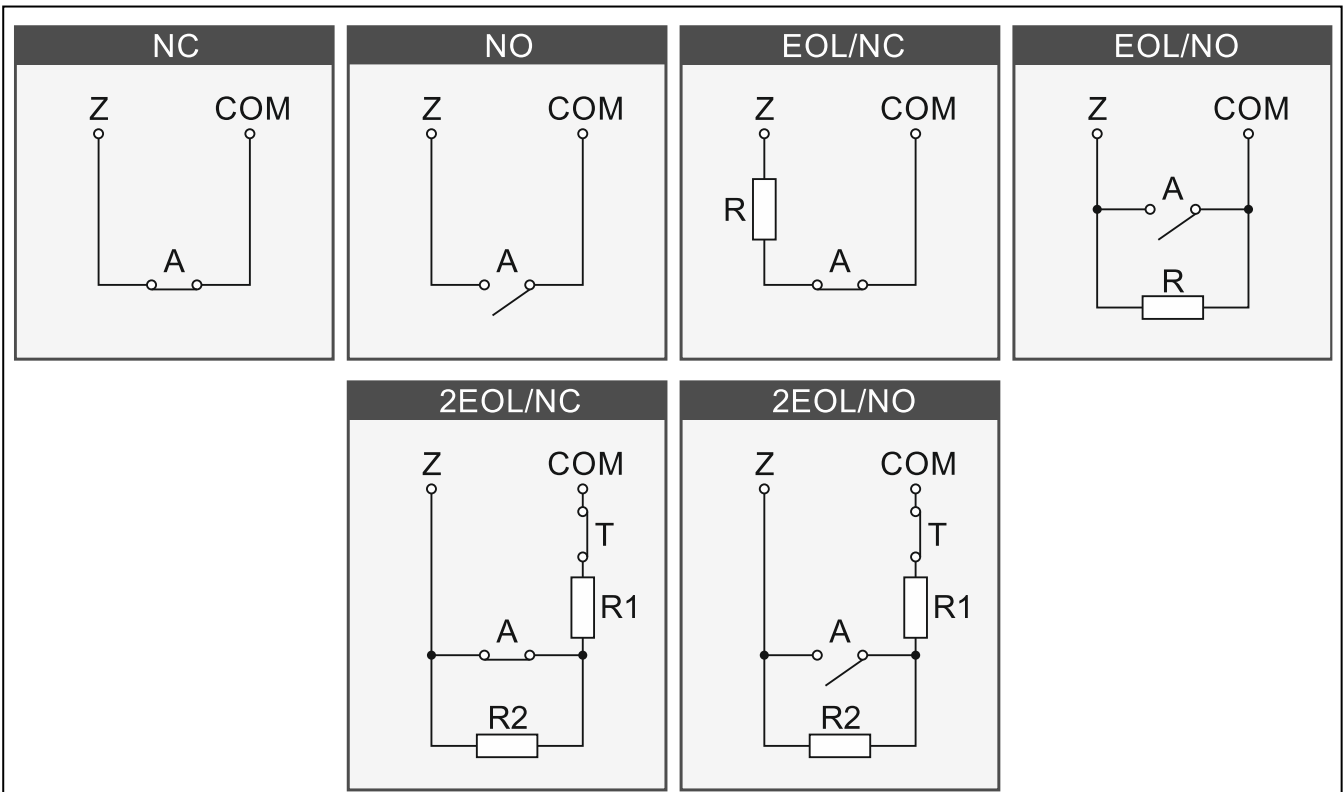 NC
Z COM
A
NO
Z COM
A
EOL/NC
Z COM
R
A
EOL/NO
Z COM
A
R
2EOL/NC
Z COM
T
R1
A
R2
2EOL/NO
Z COM
T
R1
A
R2